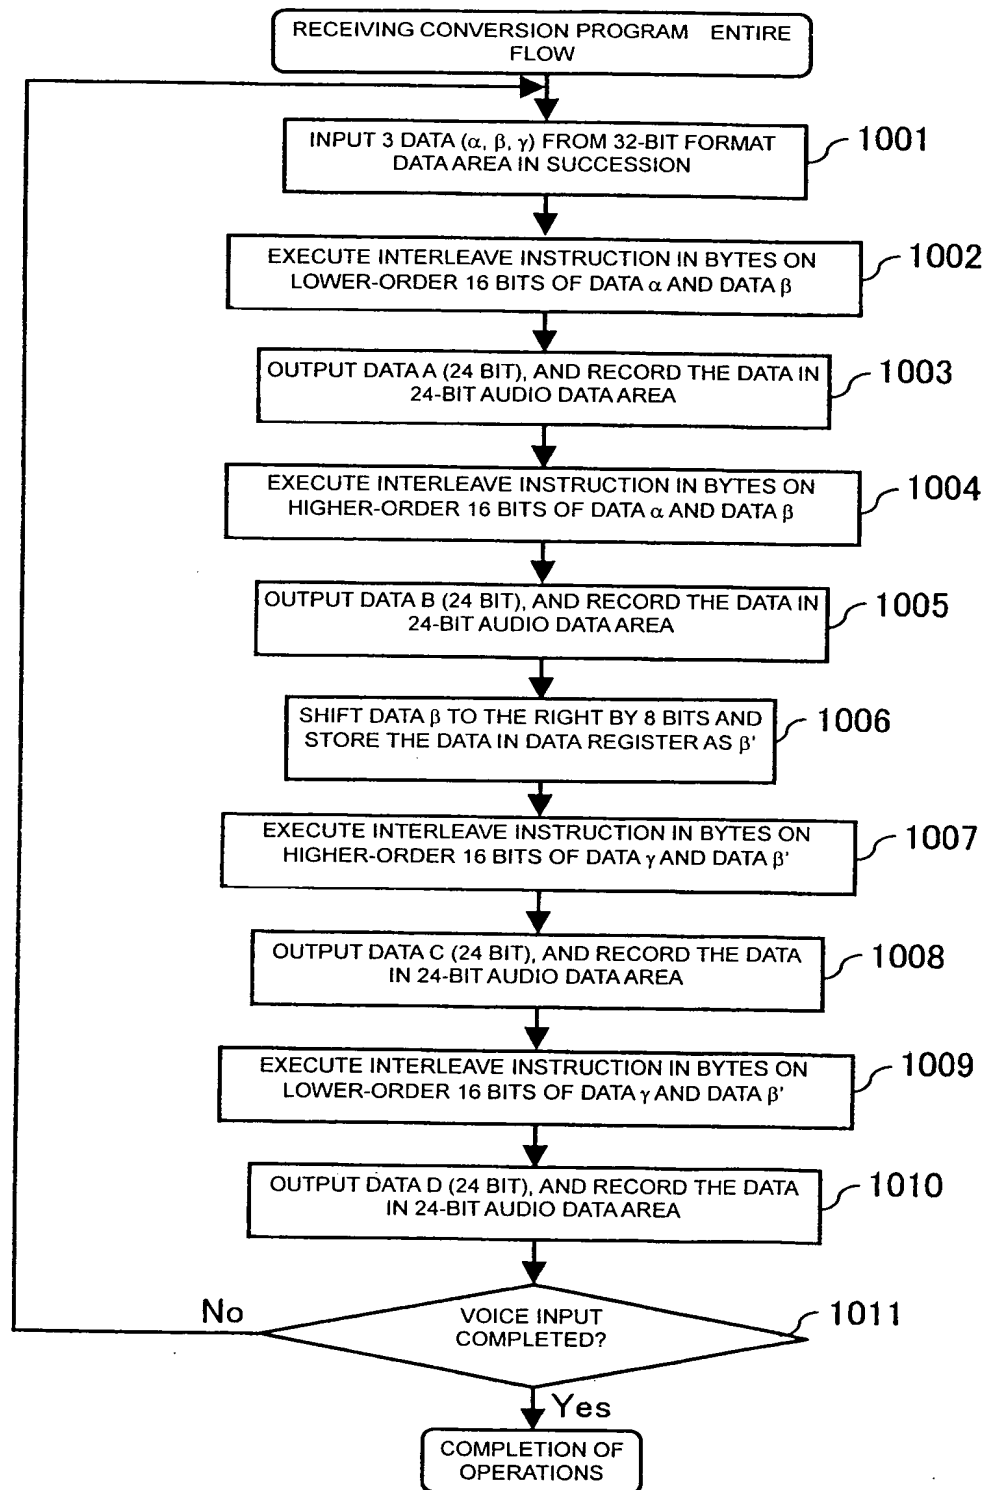 RECEIVING CONVERSION PROGRAM ENTIRE
FLOW
INPUT 3 DATA (α, β, γ) FROM 32-BIT FORMAT
DATA AREA IN SUCCESSION
1001
EXECUTE INTERLEAVE INSTRUCTION IN BYTES ON
LOWER-ORDER 16 BITS OF DATA α AND DATA β
1002
OUTPUT DATA A (24 BIT), AND RECORD THE DATA IN
24-BIT AUDIO DATA AREA
1003
EXECUTE INTERLEAVE INSTRUCTION IN BYTES ON
HIGHER-ORDER 16 BITS OF DATA α AND DATA β
1004
OUTPUT DATA B (24 BIT), AND RECORD THE DATA IN
24-BIT AUDIO DATA AREA
1005
SHIFT DATA β TO THE RIGHT BY 8 BITS AND
STORE THE DATA IN DATA REGISTER AS β'
1006
EXECUTE INTERLEAVE INSTRUCTION IN BYTES ON
HIGHER-ORDER 16 BITS OF DATA γ AND DATA β'
1007
OUTPUT DATA C (24 BIT), AND RECORD THE DATA
IN 24-BIT AUDIO DATA AREA
1008
EXECUTE INTERLEAVE INSTRUCTION IN BYTES ON
LOWER-ORDER 16 BITS OF DATA γ AND DATA β'
1009
OUTPUT DATA D (24 BIT), AND RECORD THE DATA
IN 24-BIT AUDIO DATA AREA
1010
No
VOICE INPUT
COMPLETED?
1011
Yes
COMPLETION OF
OPERATIONS